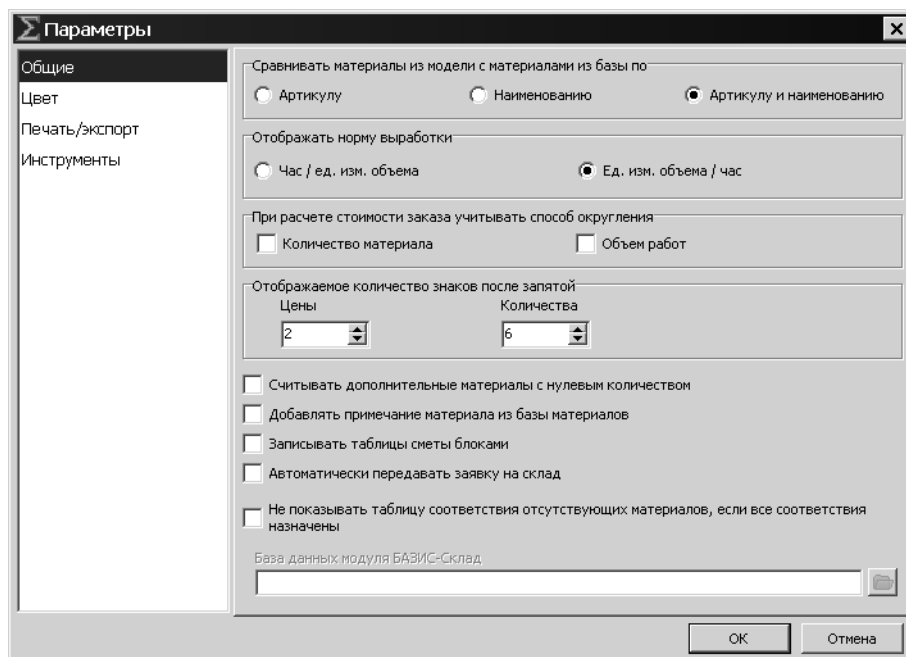 Параметры
Общие
Цвет
Печать/экспорт
Инструменты
Сравнивать материалы из модели с материалами из базы по
Артикулу
Наименованию
Артикулу и наименованию
Отображать норму выработки
Час / ед. изм. объема
Ед. изм. объема / час
При расчете стоимости заказа учитывать способ округления
Количество материала
Объем работ
Отображаемое количество знаков после запятой
Цены
Количества
2
6
Считывать дополнительные материалы с нулевым количеством
Добавлять примечание материала из базы материалов
Записывать таблицы сметы блоками
Автоматически передавать заявку на склад
Не показывать таблицу соответствия отсутствующих материалов, если все соответствия
назначены
База данных модуля БАЗИС-Склад
ОК
Отмена